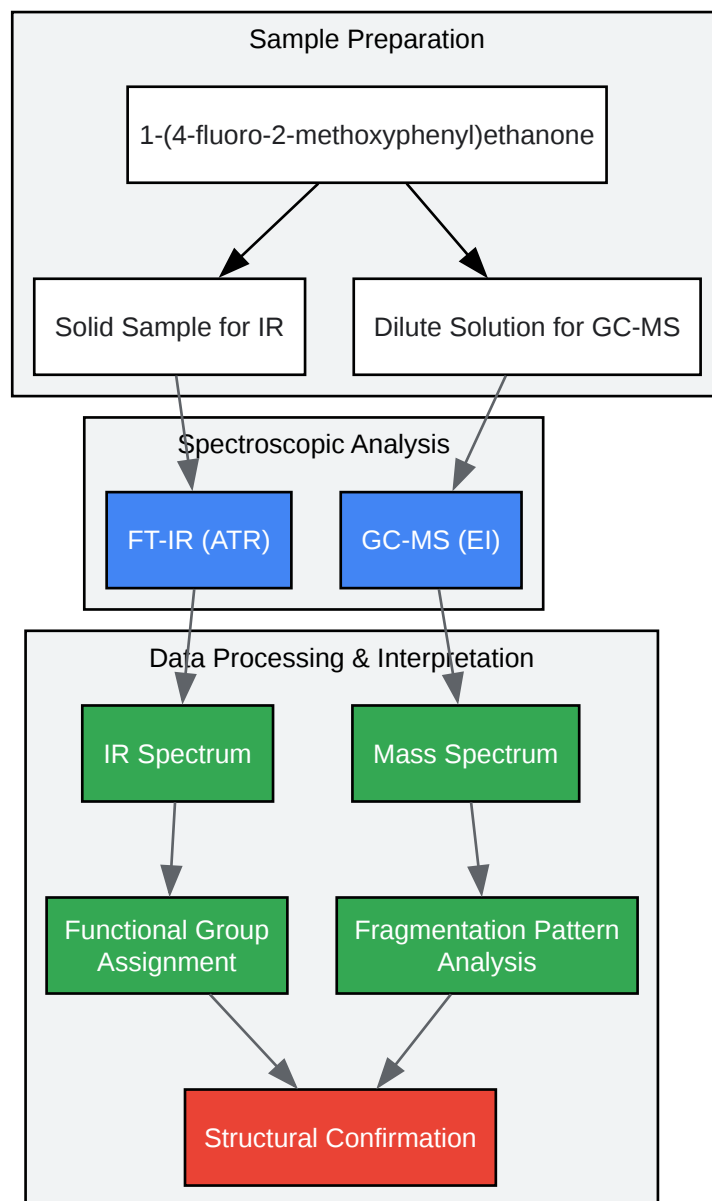 Sample Preparation
1-(4-fluoro-2-methoxyphenyl)ethanone
Solid Sample for IR
Dilute Solution for GC-MS
Spectroscopic Analysis
FT-IR (ATR)
GC-MS (EI)
Data Processing & Interpretation
IR Spectrum
Mass Spectrum
Functional Group
Assignment
Fragmentation Pattern
Analysis
Structural Confirmation